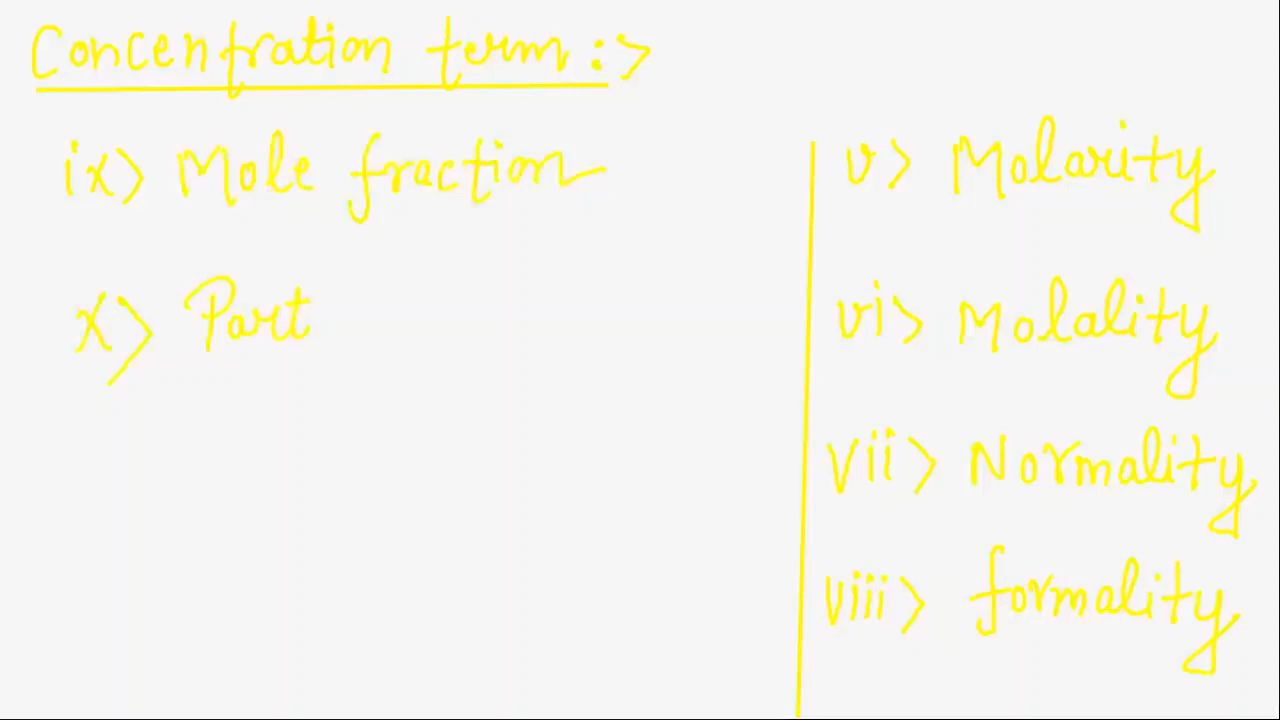 Concentration term :>
ix> Mole fraction
x> Part
v> Molarity
vi> Molality
vii> Normality
viii> formality